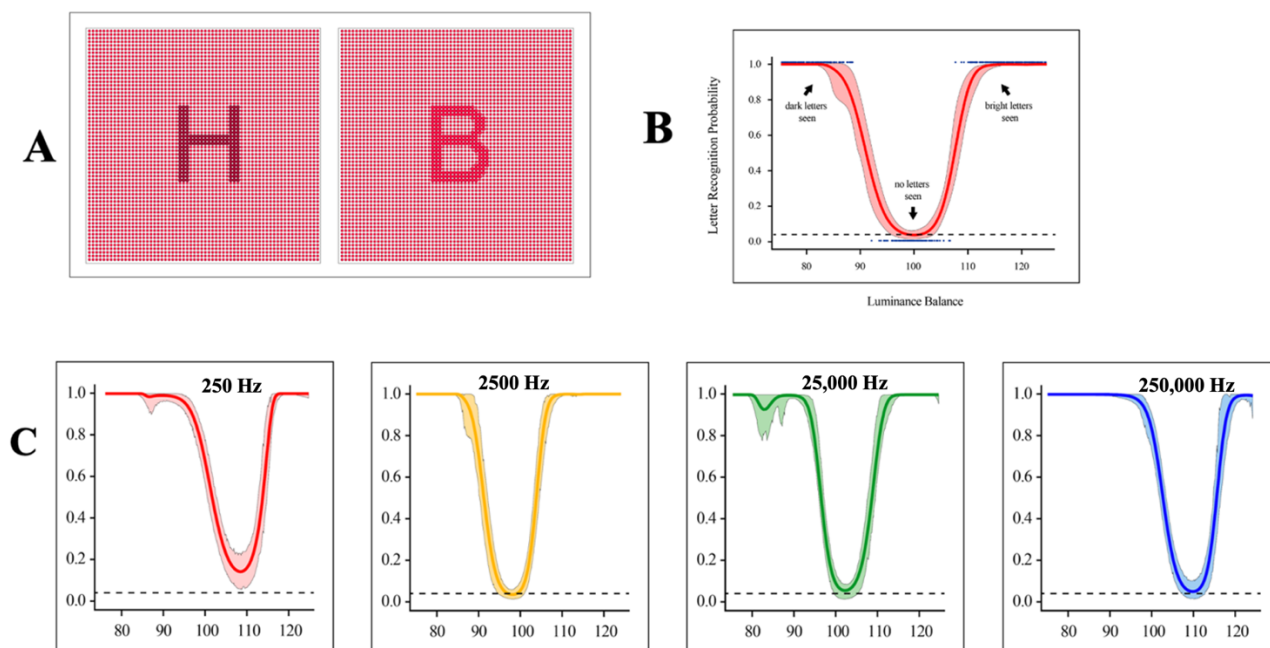 A
H
B
B
Letter Recognition Probability
1.0
0.8
0.6
0.4
0.2
0.0
dark letters
seen
bright letters
seen
no letters
seen
80 90 100 110 120
Luminance Balance
C
250 Hz
1.0
0.8
0.6
0.4
0.2
0.0
80 90 100 110 120
2500 Hz
1.0
0.8
0.6
0.4
0.2
0.0
80 90 100 110 120
25,000 Hz
1.0
0.8
0.6
0.4
0.2
0.0
80 90 100 110 120
250,000 Hz
1.0
0.8
0.6
0.4
0.2
0.0
80 90 100 110 120